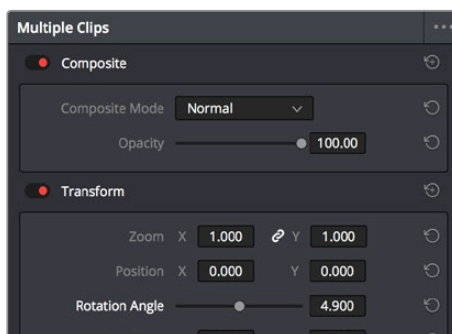 Multiple Clips
Composite
Composite Mode Normal
Opacity 100.00
Transform
Zoom X 1.000 Y 1.000
Position X 0.000 Y 0.000
Rotation Angle 4.900